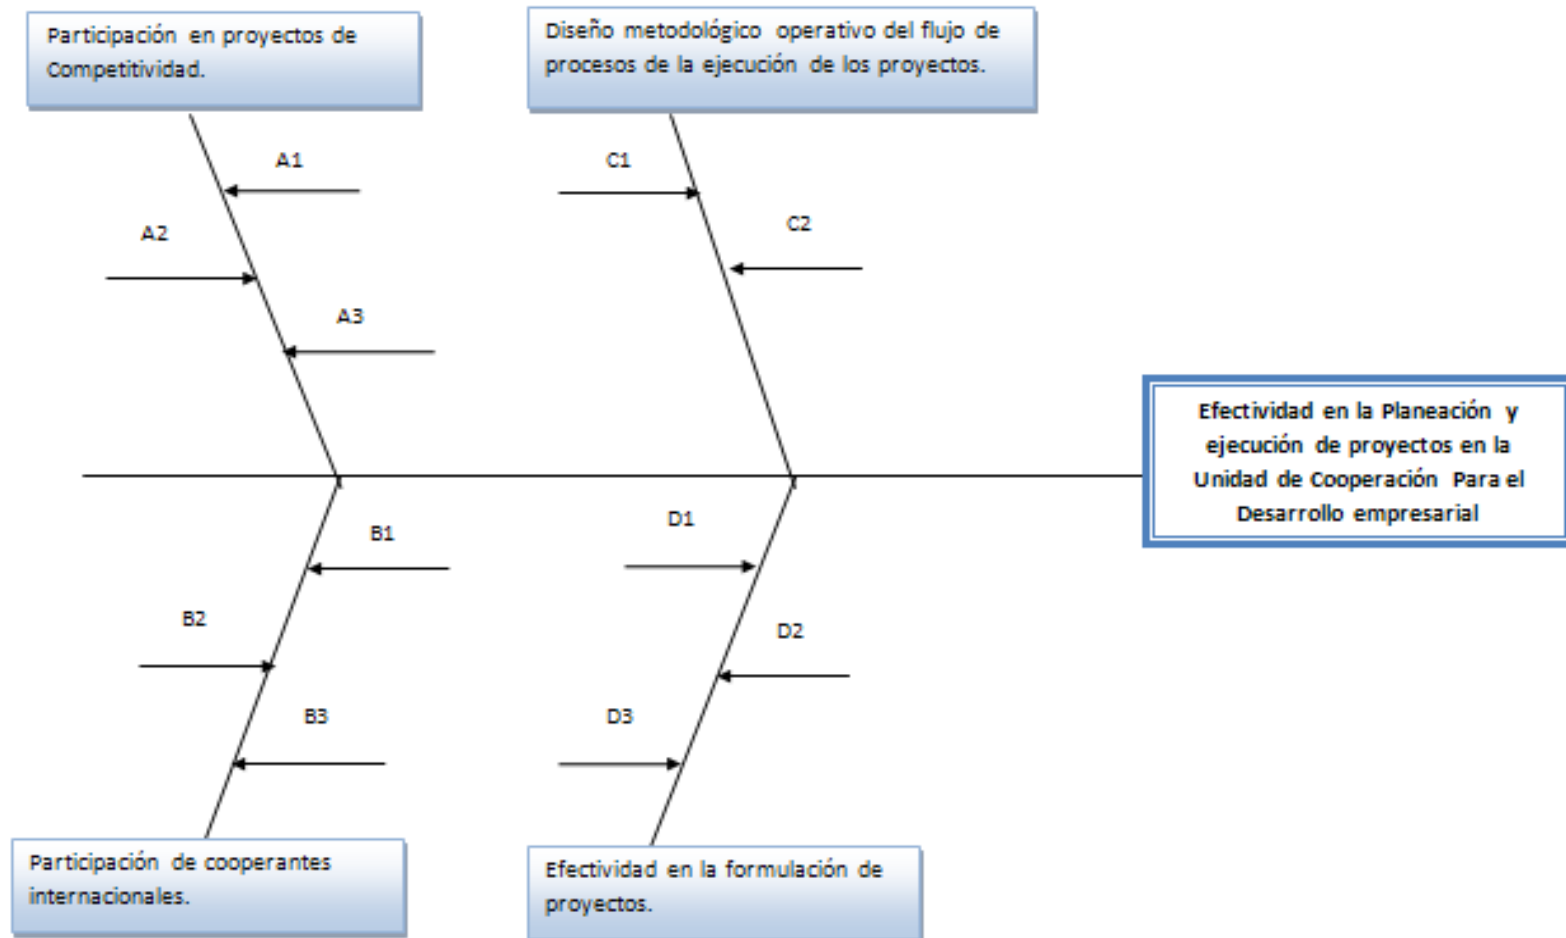 Participación en proyectos de
Competitividad.
Diseño metodológico operativo del flujo de
procesos de la ejecución de los proyectos.
A1
C1
A2
C2
A3
Efectividad en la Planeación y
ejecución de proyectos en la
Unidad de Cooperación Para el
Desarrollo empresarial
B1
D1
B2
D2
B3
D3
Participación de cooperantes
internacionales.
Efectividad en la formulación de
proyectos.